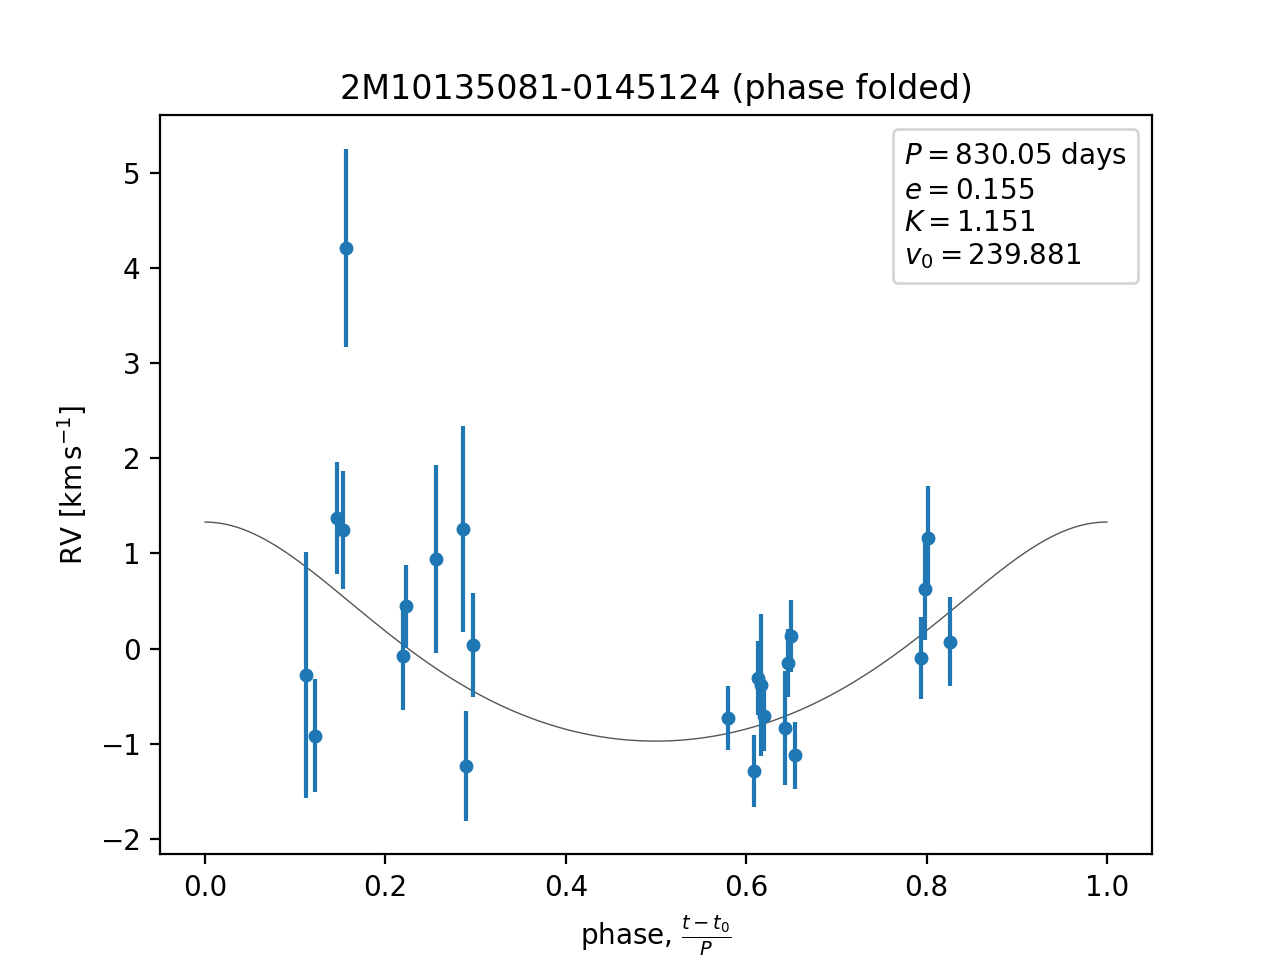 2M10135081-0145124 (phase folded)
P = 830.05 days
e = 0.155
K = 1.151
v₀ = 239.881
5
4
3
2
1
0
−1
−2
RV [km s⁻¹]
0.0 0.2 0.4 0.6 0.8 1.0
phase, (t − t₀)/P